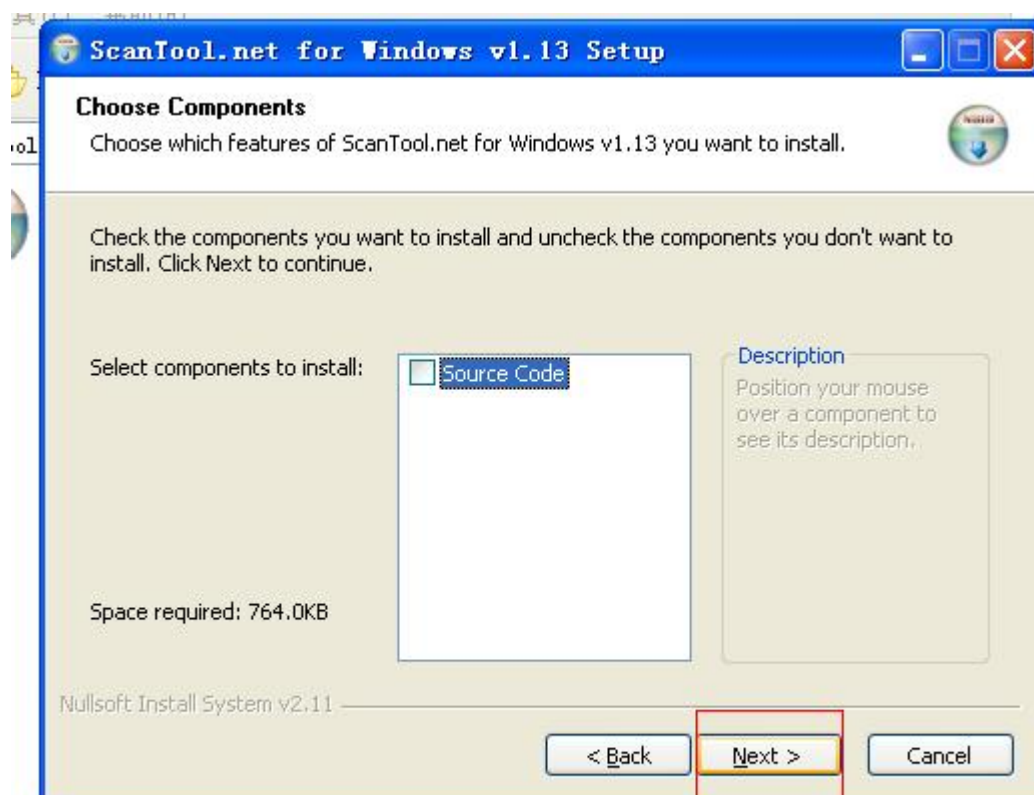 ScanTool.net for Windows v1.13 Setup
Choose Components
Choose which features of ScanTool.net for Windows v1.13 you want to install.
Check the components you want to install and uncheck the components you don't want to
install. Click Next to continue.
Select components to install:
Source Code
Description
Position your mouse
over a component to
see its description.
Space required: 764.0KB
Nullsoft Install System v2.11
< Back
Next >
Cancel